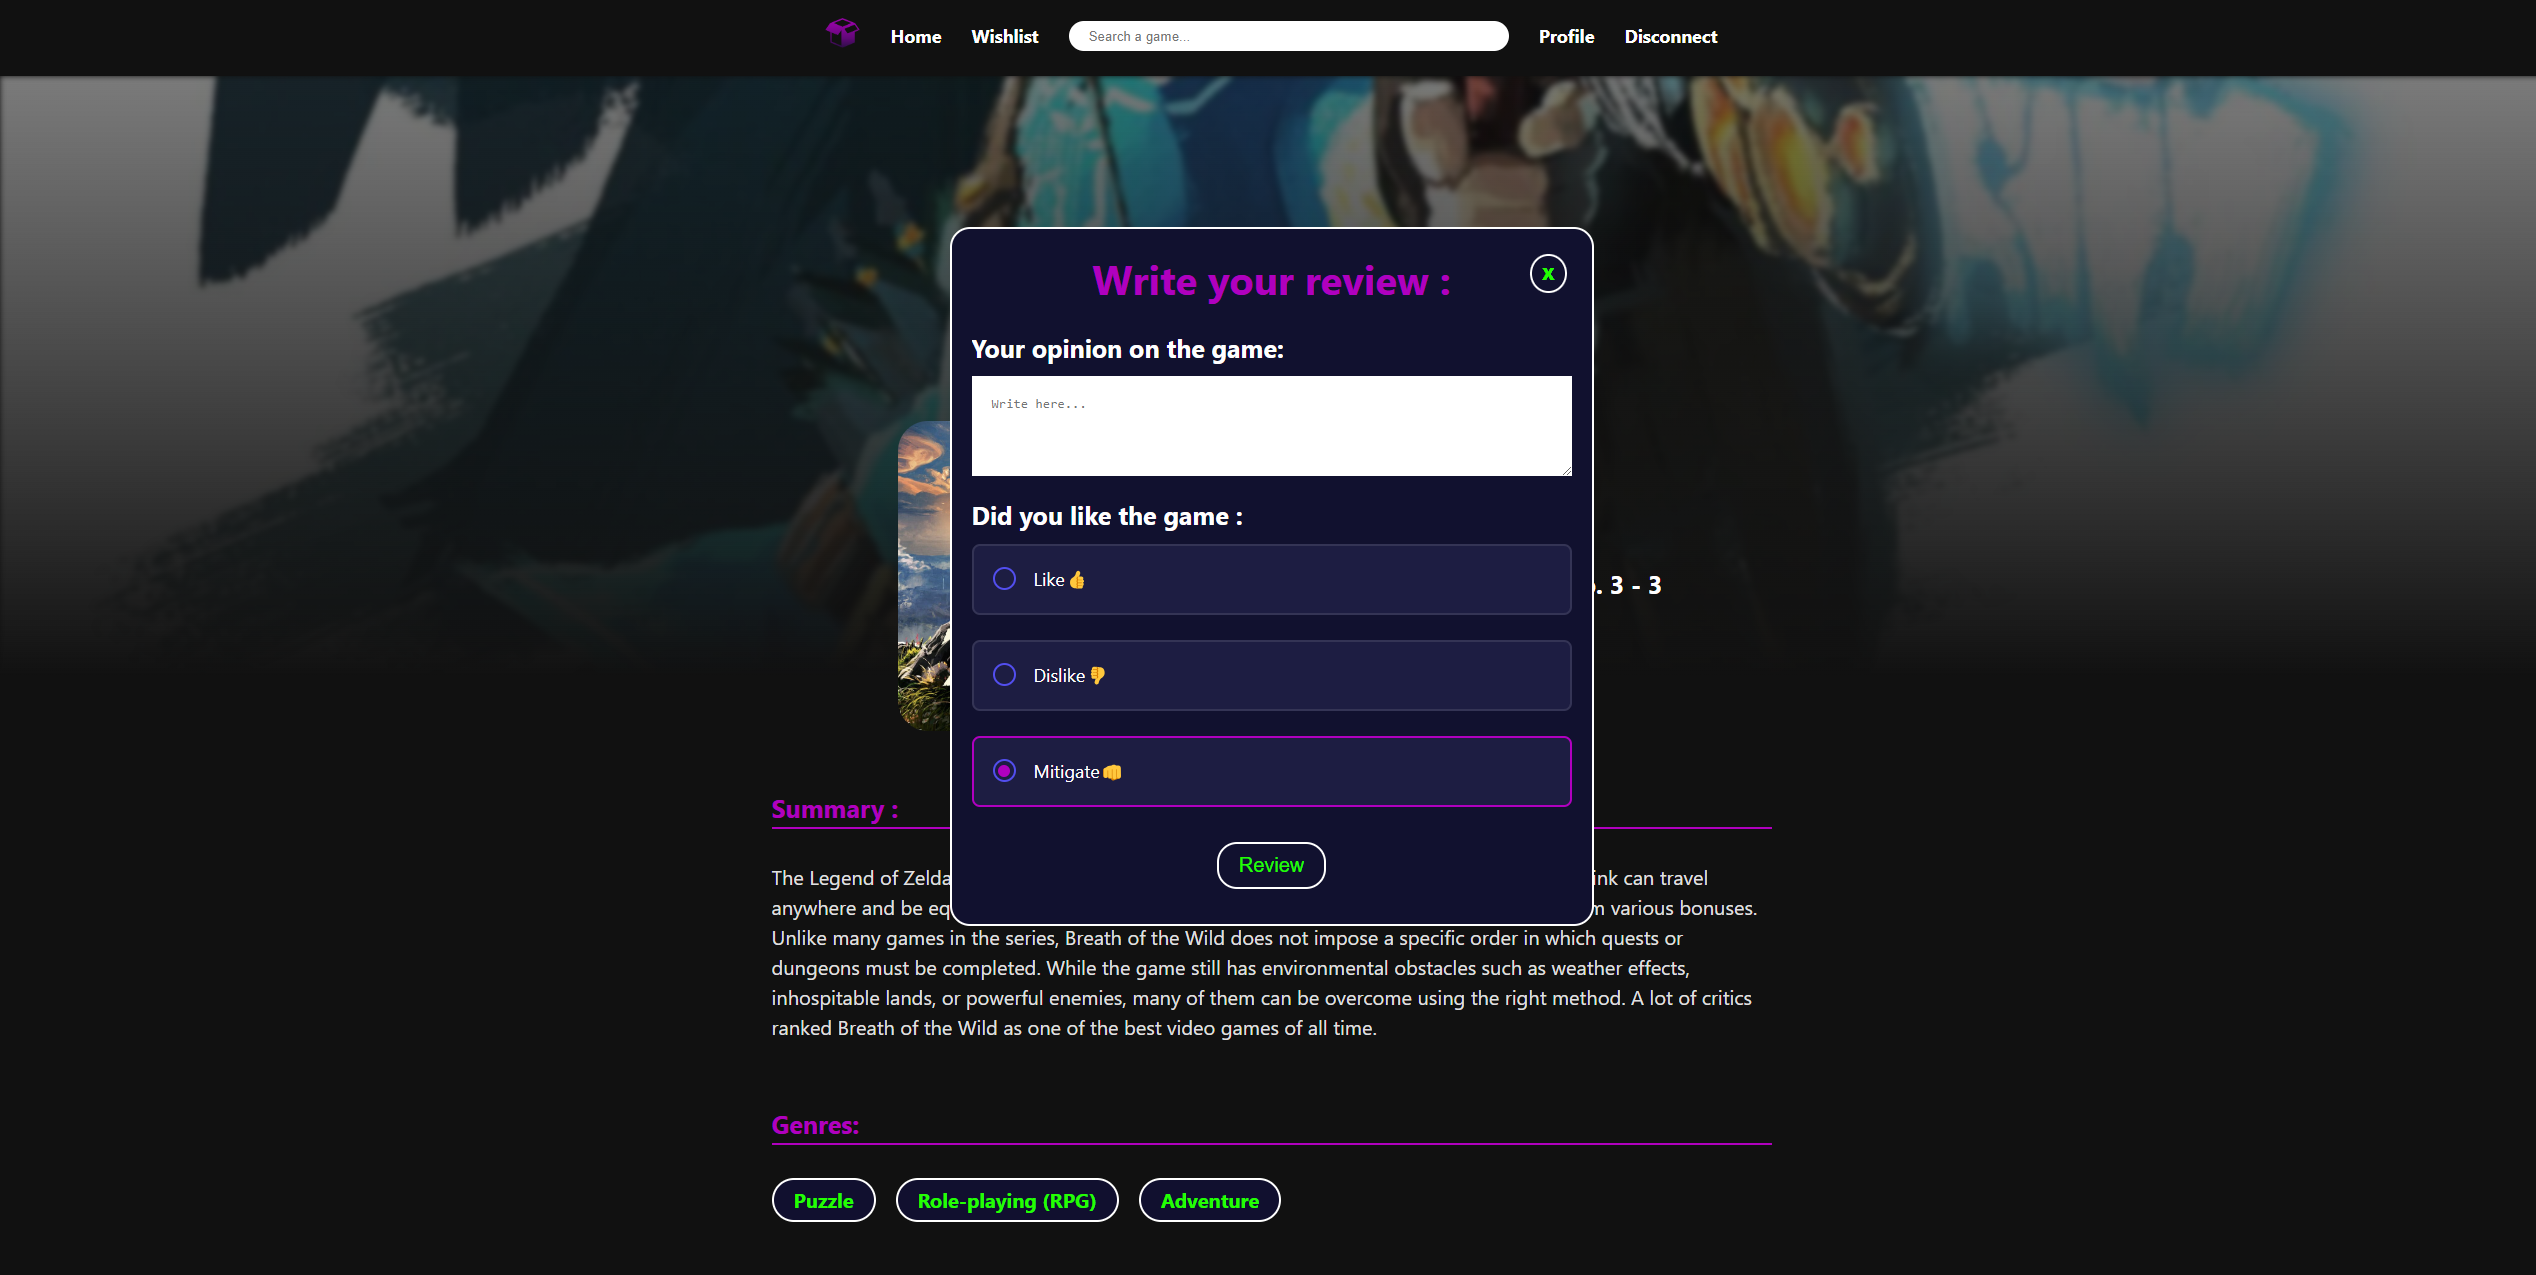 Home Wishlist Search a game... Profile Disconnect
Write your review :
x
Your opinion on the game:
Write here...
Did you like the game :
Like👍
. 3 - 3
Dislike👎
Mitigate👊
Summary :
Review
The Legend of Zelda can travel
anywhere and be various bonuses.
Unlike many games in the series, Breath of the Wild does not impose a specific order in which quests or
dungeons must be completed. While the game still has environmental obstacles such as weather effects,
inhospitable lands, or powerful enemies, many of them can be overcome using the right method. A lot of critics
ranked Breath of the Wild as one of the best video games of all time.
Genres:
Puzzle Role-playing (RPG) Adventure